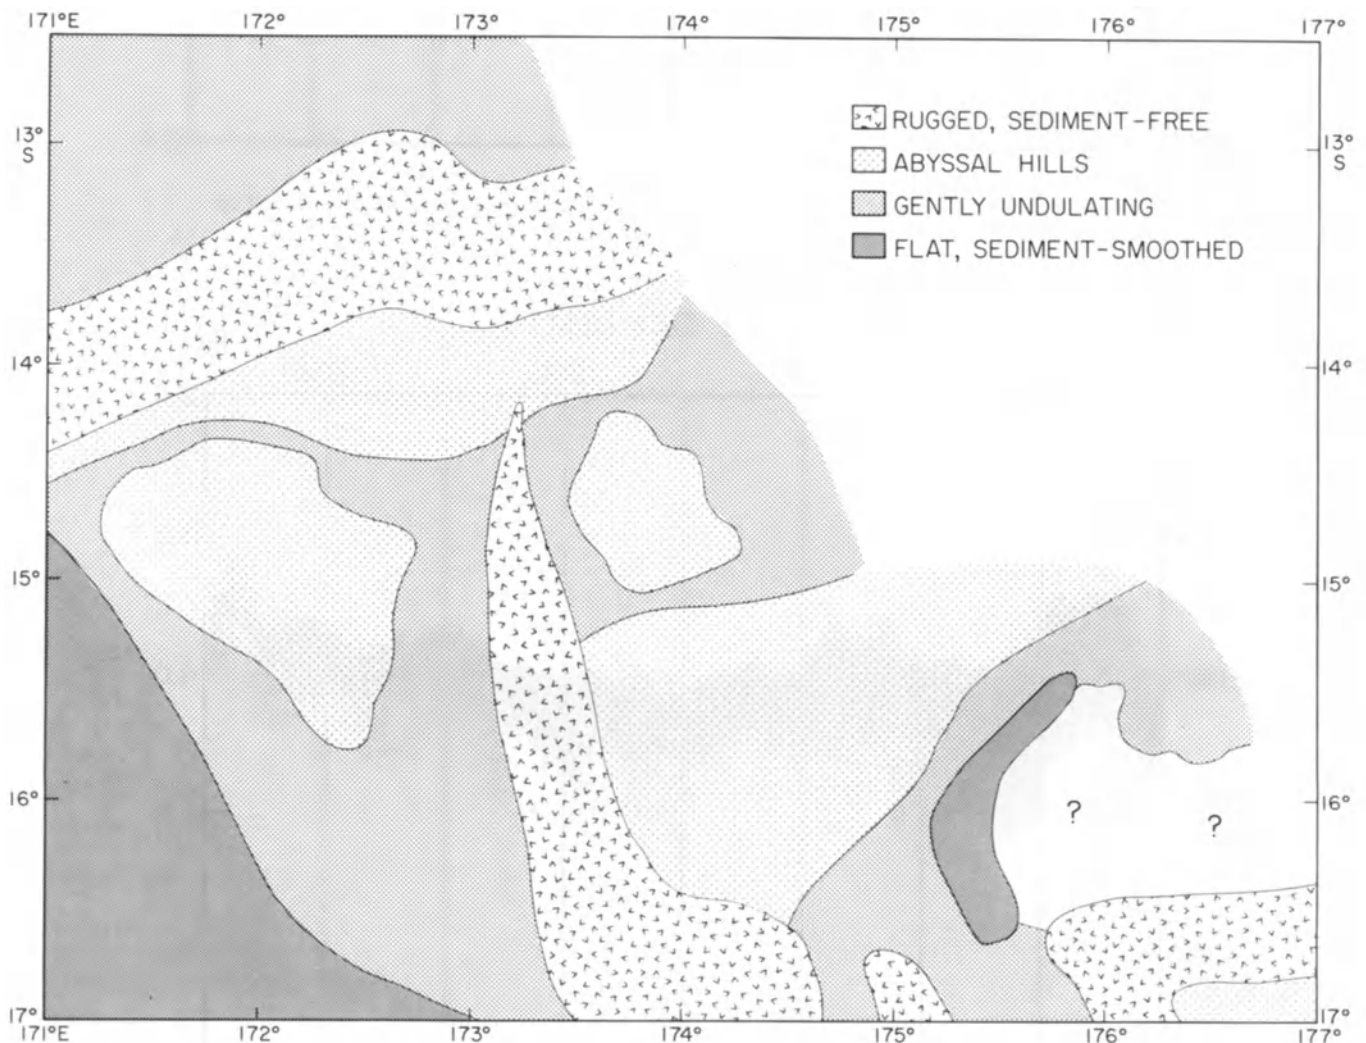 171°E 172° 173° 174° 175° 176° 177°
13°
S
13°
S
RUGGED, SEDIMENT-FREE
ABYSSAL HILLS
GENTLY UNDULATING
FLAT, SEDIMENT-SMOOTHED
14° 14°
15° 15°
16° 16°
? ?
17° 17°
171°E 172° 173° 174° 175° 176° 177°